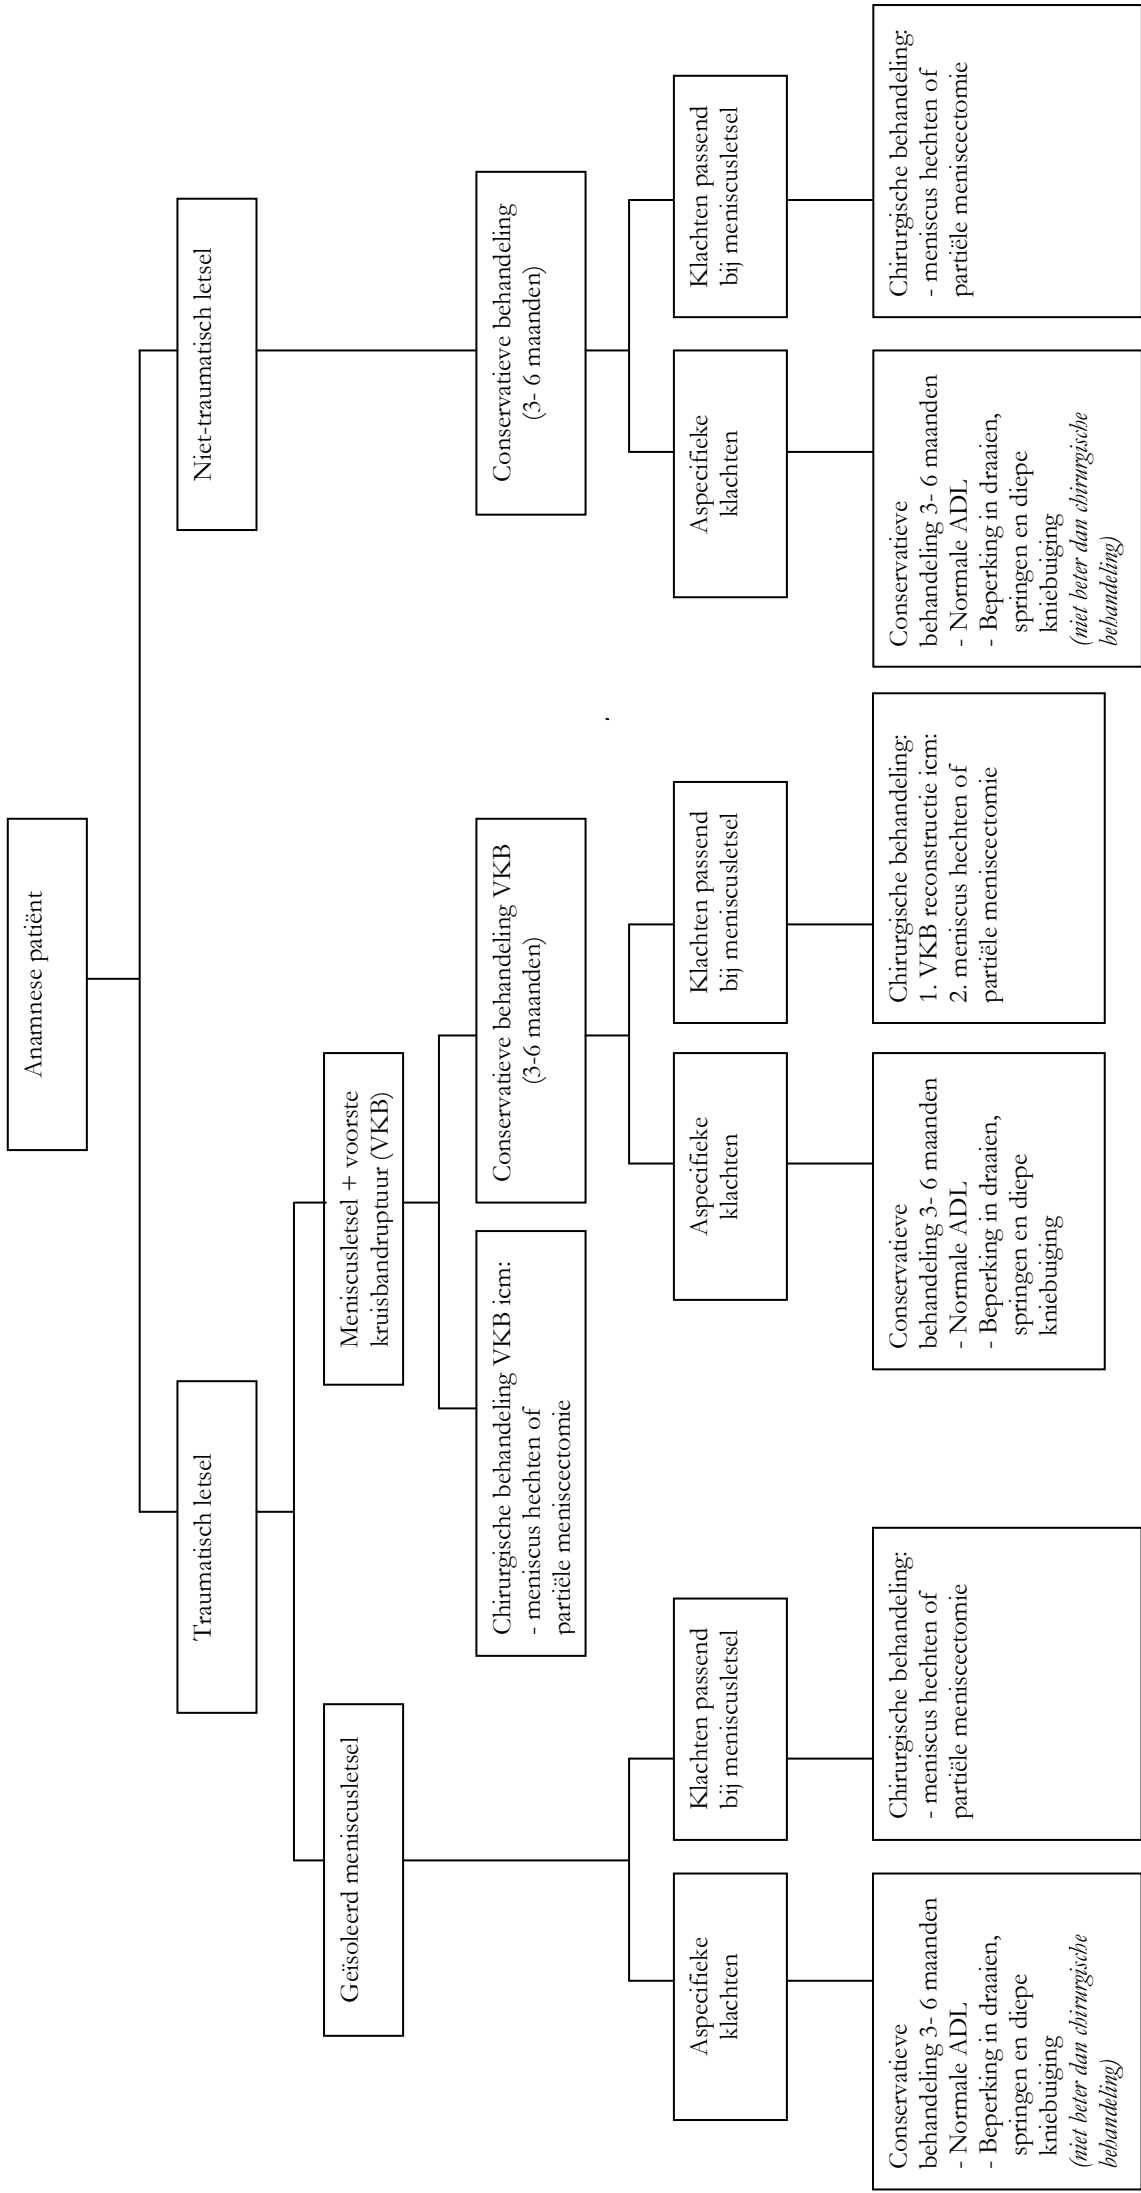 Anamnese patiënt
Traumatisch letsel
Niet-traumatisch letsel
Geïsoleerd meniscusletsel
Meniscusletsel + voorste
kruisbandruptuur (VKB)
Chirurgische behandeling VKB icm:
- meniscus hechten of
partiële meniscectomie
Conservatieve behandeling VKB
(3-6 maanden)
Conservatieve behandeling
(3- 6 maanden)
Aspecifieke
klachten
Klachten passend
bij meniscusletsel
Aspecifieke
klachten
Klachten passend
bij meniscusletsel
Aspecifieke
klachten
Klachten passend
bij meniscusletsel
Conservatieve
behandeling 3- 6 maanden
- Normale ADL
- Beperking in draaien,
springen en diepe
kniebuiging
(niet beter dan chirurgische
behandeling)
Chirurgische behandeling:
- meniscus hechten of
partiële meniscectomie
Conservatieve
behandeling 3- 6 maanden
- Normale ADL
- Beperking in draaien,
springen en diepe
kniebuiging
Chirurgische behandeling:
1. VKB reconstructie icm:
2. meniscus hechten of
partiële meniscectomie
Conservatieve
behandeling 3- 6 maanden
- Normale ADL
- Beperking in draaien,
springen en diepe
kniebuiging
(niet beter dan chirurgische
behandeling)
Chirurgische behandeling:
- meniscus hechten of
partiële meniscectomie